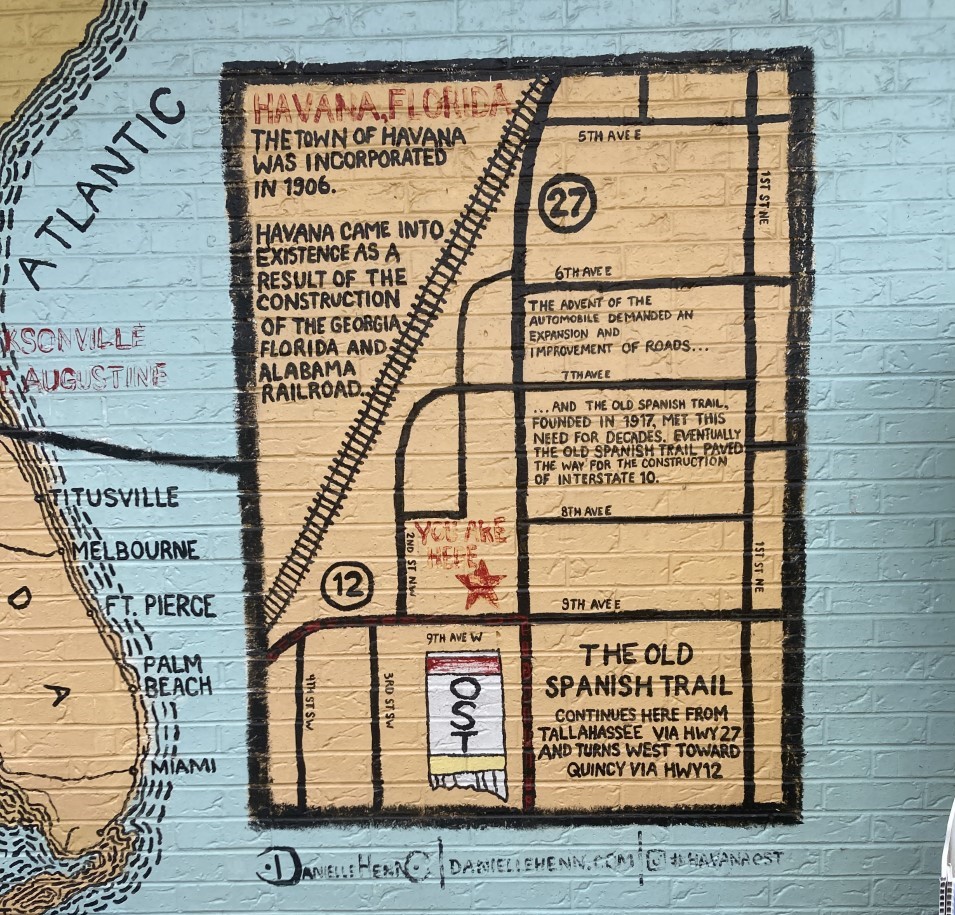 ATLANTIC
KSONVILLE
T AUGUSTINE
TITUSVILLE
MELBOURNE
FT. PIERCE
PALM
BEACH
MIAMI
D
A
HAVANA, FLORIDA
THE TOWN OF HAVANA
WAS INCORPORATED
IN 1906.
HAVANA CAME INTO
EXISTENCE AS A
RESULT OF THE
CONSTRUCTION
OF THE GEORGIA,
FLORIDA AND
ALABAMA
RAILROAD...
5TH AVE E
27
1ST ST NE
6TH AVE E
THE ADVENT OF THE
AUTOMOBILE DEMANDED AN
EXPANSION AND
IMPROVEMENT OF ROADS...
7TH AVE E
...AND THE OLD SPANISH TRAIL,
FOUNDED IN 1917, MET THIS
NEED FOR DECADES. EVENTUALLY
THE OLD SPANISH TRAIL PAVED
THE WAY FOR THE CONSTRUCTION
OF INTERSTATE 10.
8TH AVE E
YOU ARE
HERE
2ND ST NW
12
1ST ST NE
9TH AVE E
9TH AVE W
3RD ST SW
OST
THE OLD
SPANISH TRAIL
CONTINUES HERE FROM
TALLAHASSEE VIA HWY 27
AND TURNS WEST TOWARD
QUINCY VIA HWY 12
DANIELLE HENN | DANIELLEHENN.COM